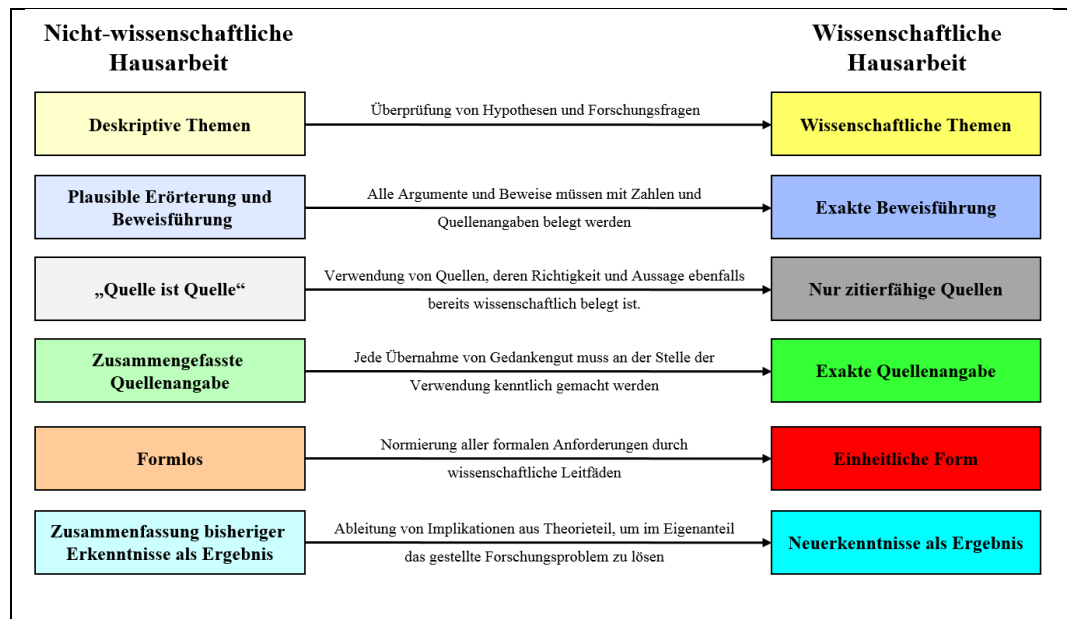 Nicht-wissenschaftliche
Hausarbeit
Wissenschaftliche
Hausarbeit
Deskriptive Themen
Überprüfung von Hypothesen und Forschungsfragen
Wissenschaftliche Themen
Plausible Erörterung und
Beweisführung
Alle Argumente und Beweise müssen mit Zahlen und
Quellenangaben belegt werden
Exakte Beweisführung
„Quelle ist Quelle“
Verwendung von Quellen, deren Richtigkeit und Aussage ebenfalls
bereits wissenschaftlich belegt ist.
Nur zitierfähige Quellen
Zusammengefasste
Quellenangabe
Jede Übernahme von Gedankengut muss an der Stelle der
Verwendung kenntlich gemacht werden
Exakte Quellenangabe
Formlos
Normierung aller formalen Anforderungen durch
wissenschaftliche Leitfäden
Einheitliche Form
Zusammenfassung bisheriger
Erkenntnisse als Ergebnis
Ableitung von Implikationen aus Theorieteil, um im Eigenanteil
das gestellte Forschungsproblem zu lösen
Neuerkenntnisse als Ergebnis